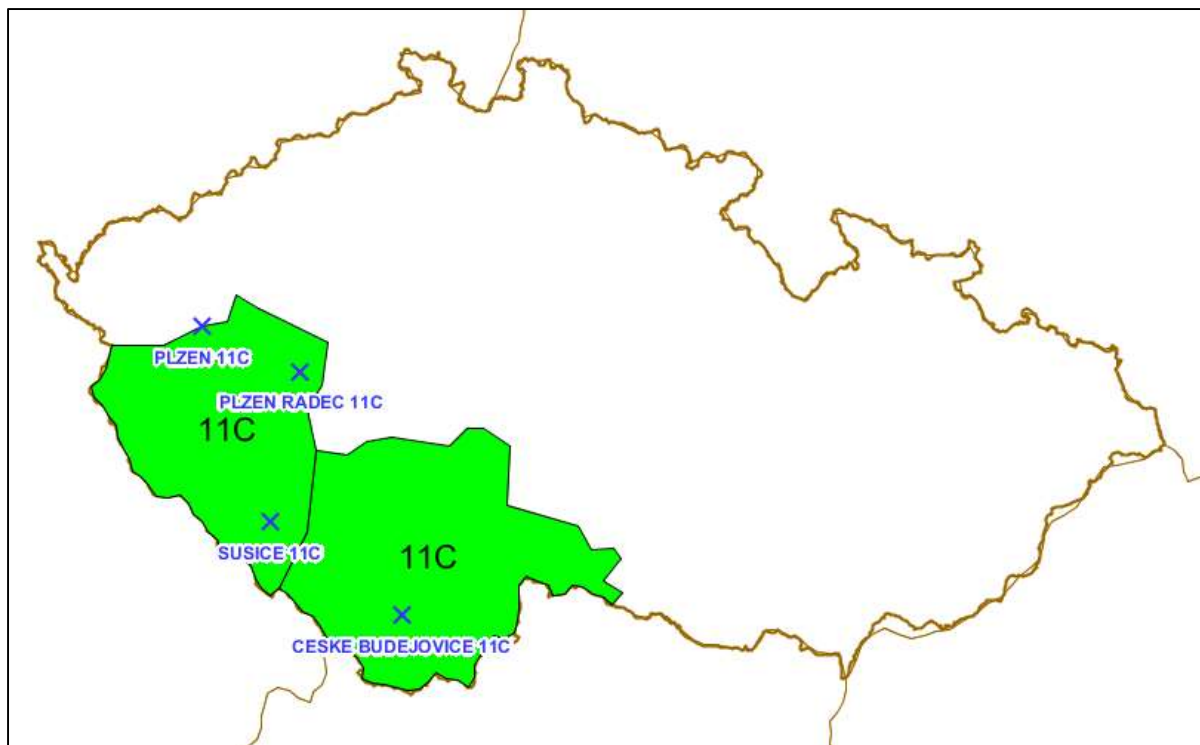 PLZEN 11C
PLZEN RADEC 11C
11C
SUSICE 11C
11C
CESKE BUDEJOVICE 11C